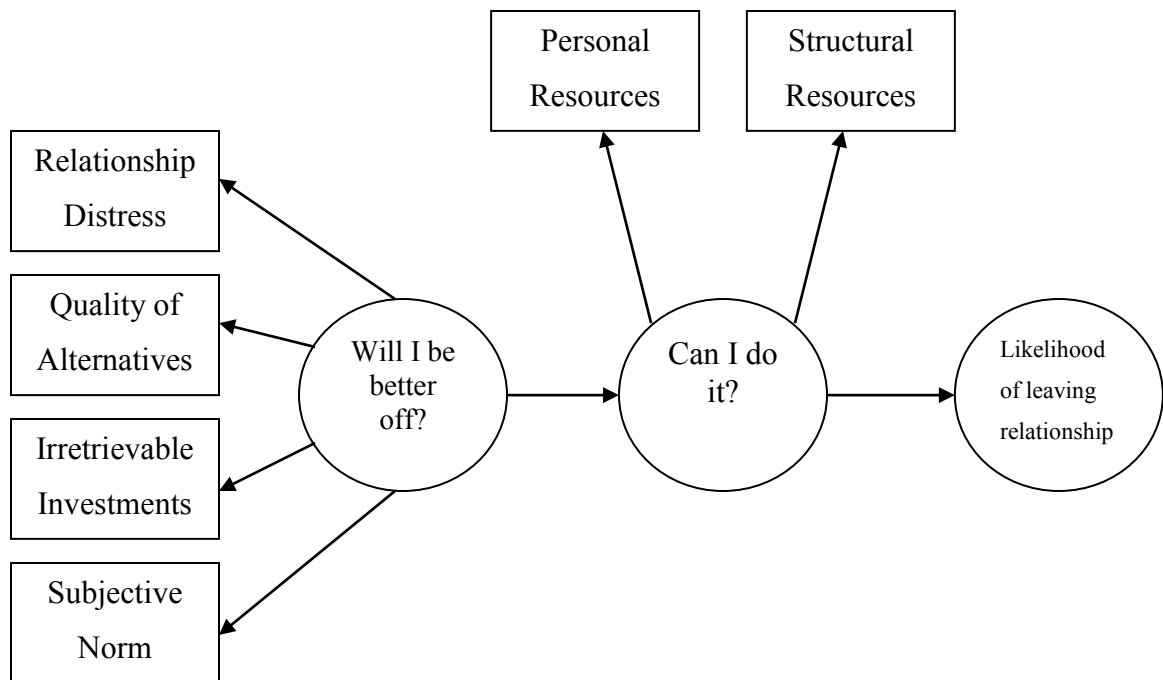 Personal
Resources
Structural
Resources
Relationship
Distress
Quality of
Alternatives
Irretrievable
Investments
Subjective
Norm
Will I be
better
off?
Can I do
it?
Likelihood
of leaving
relationship